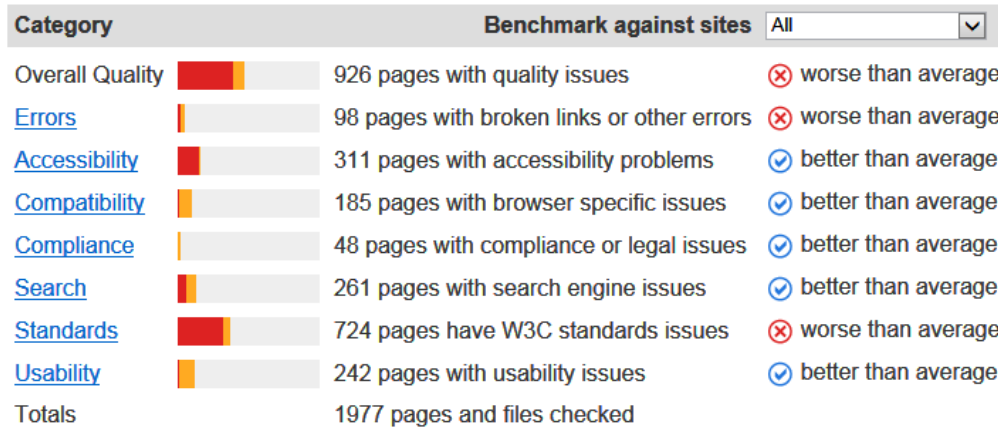 Category Benchmark against sites All
Overall Quality 926 pages with quality issues worse than average
Errors 98 pages with broken links or other errors worse than average
Accessibility 311 pages with accessibility problems better than average
Compatibility 185 pages with browser specific issues better than average
Compliance 48 pages with compliance or legal issues better than average
Search 261 pages with search engine issues better than average
Standards 724 pages have W3C standards issues worse than average
Usability 242 pages with usability issues better than average
Totals 1977 pages and files checked